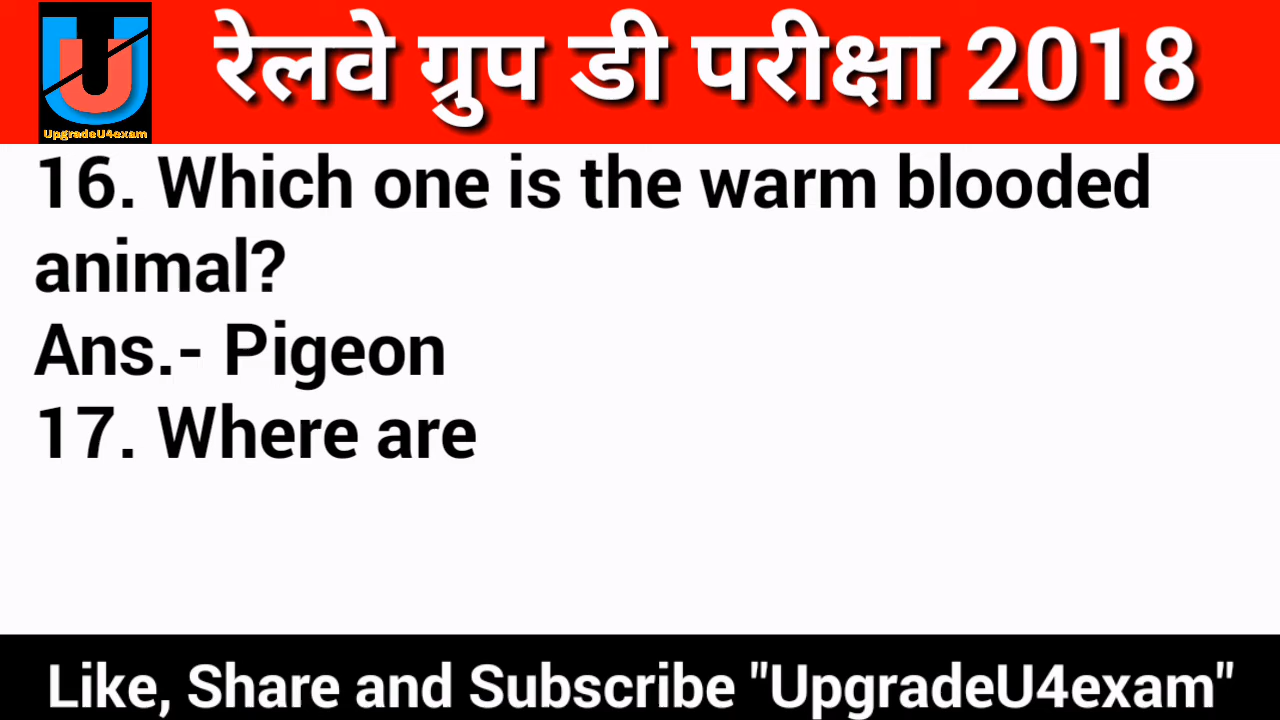 UpgradeU4exam
रेलवे ग्रुप डी परीक्षा 2018
16. Which one is the warm blooded
animal?
Ans.- Pigeon
17. Where are
Like, Share and Subscribe "UpgradeU4exam"